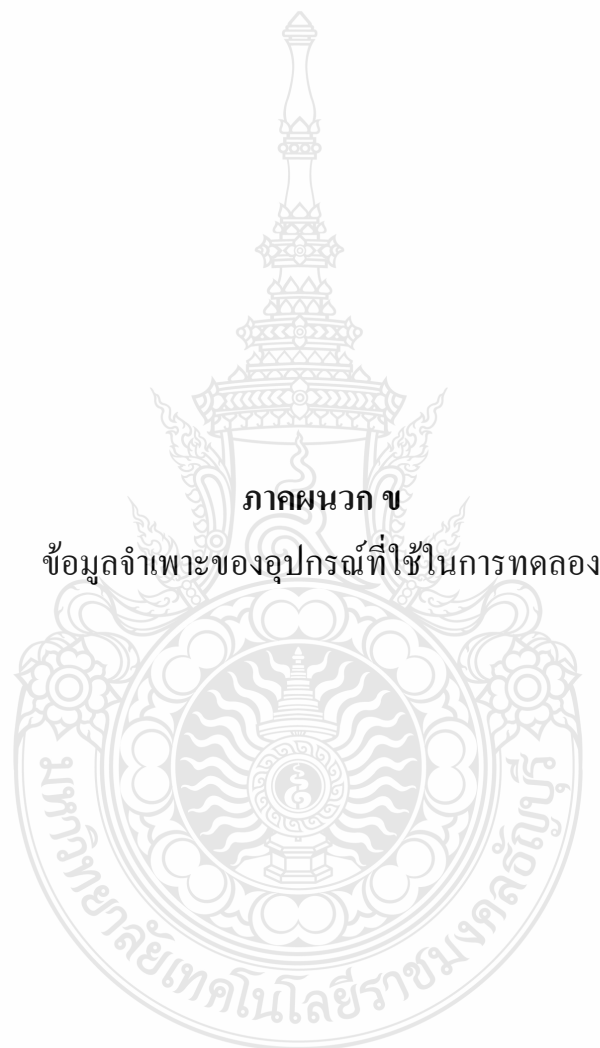 ภาคผนวก ข
ข้อมูลจำเพาะของอุปกรณ์ที่ใช้ในการทดลอง
มหาวิทยาลัยเทคโนโลยีราชมงคลธัญบุรี